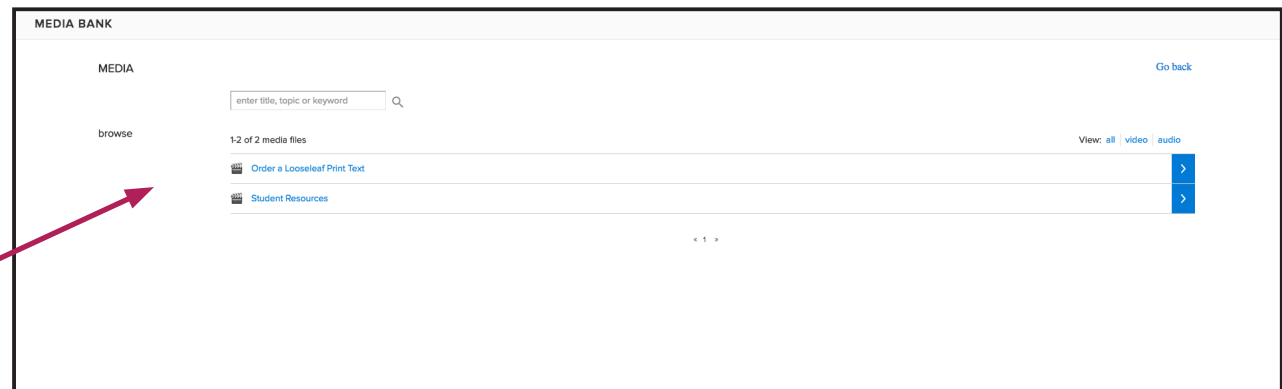 MEDIA BANK
MEDIA
Go back
enter title, topic or keyword
browse
1-2 of 2 media files
View: all video audio
Order a Looseleaf Print Text
Student Resources
« 1 »